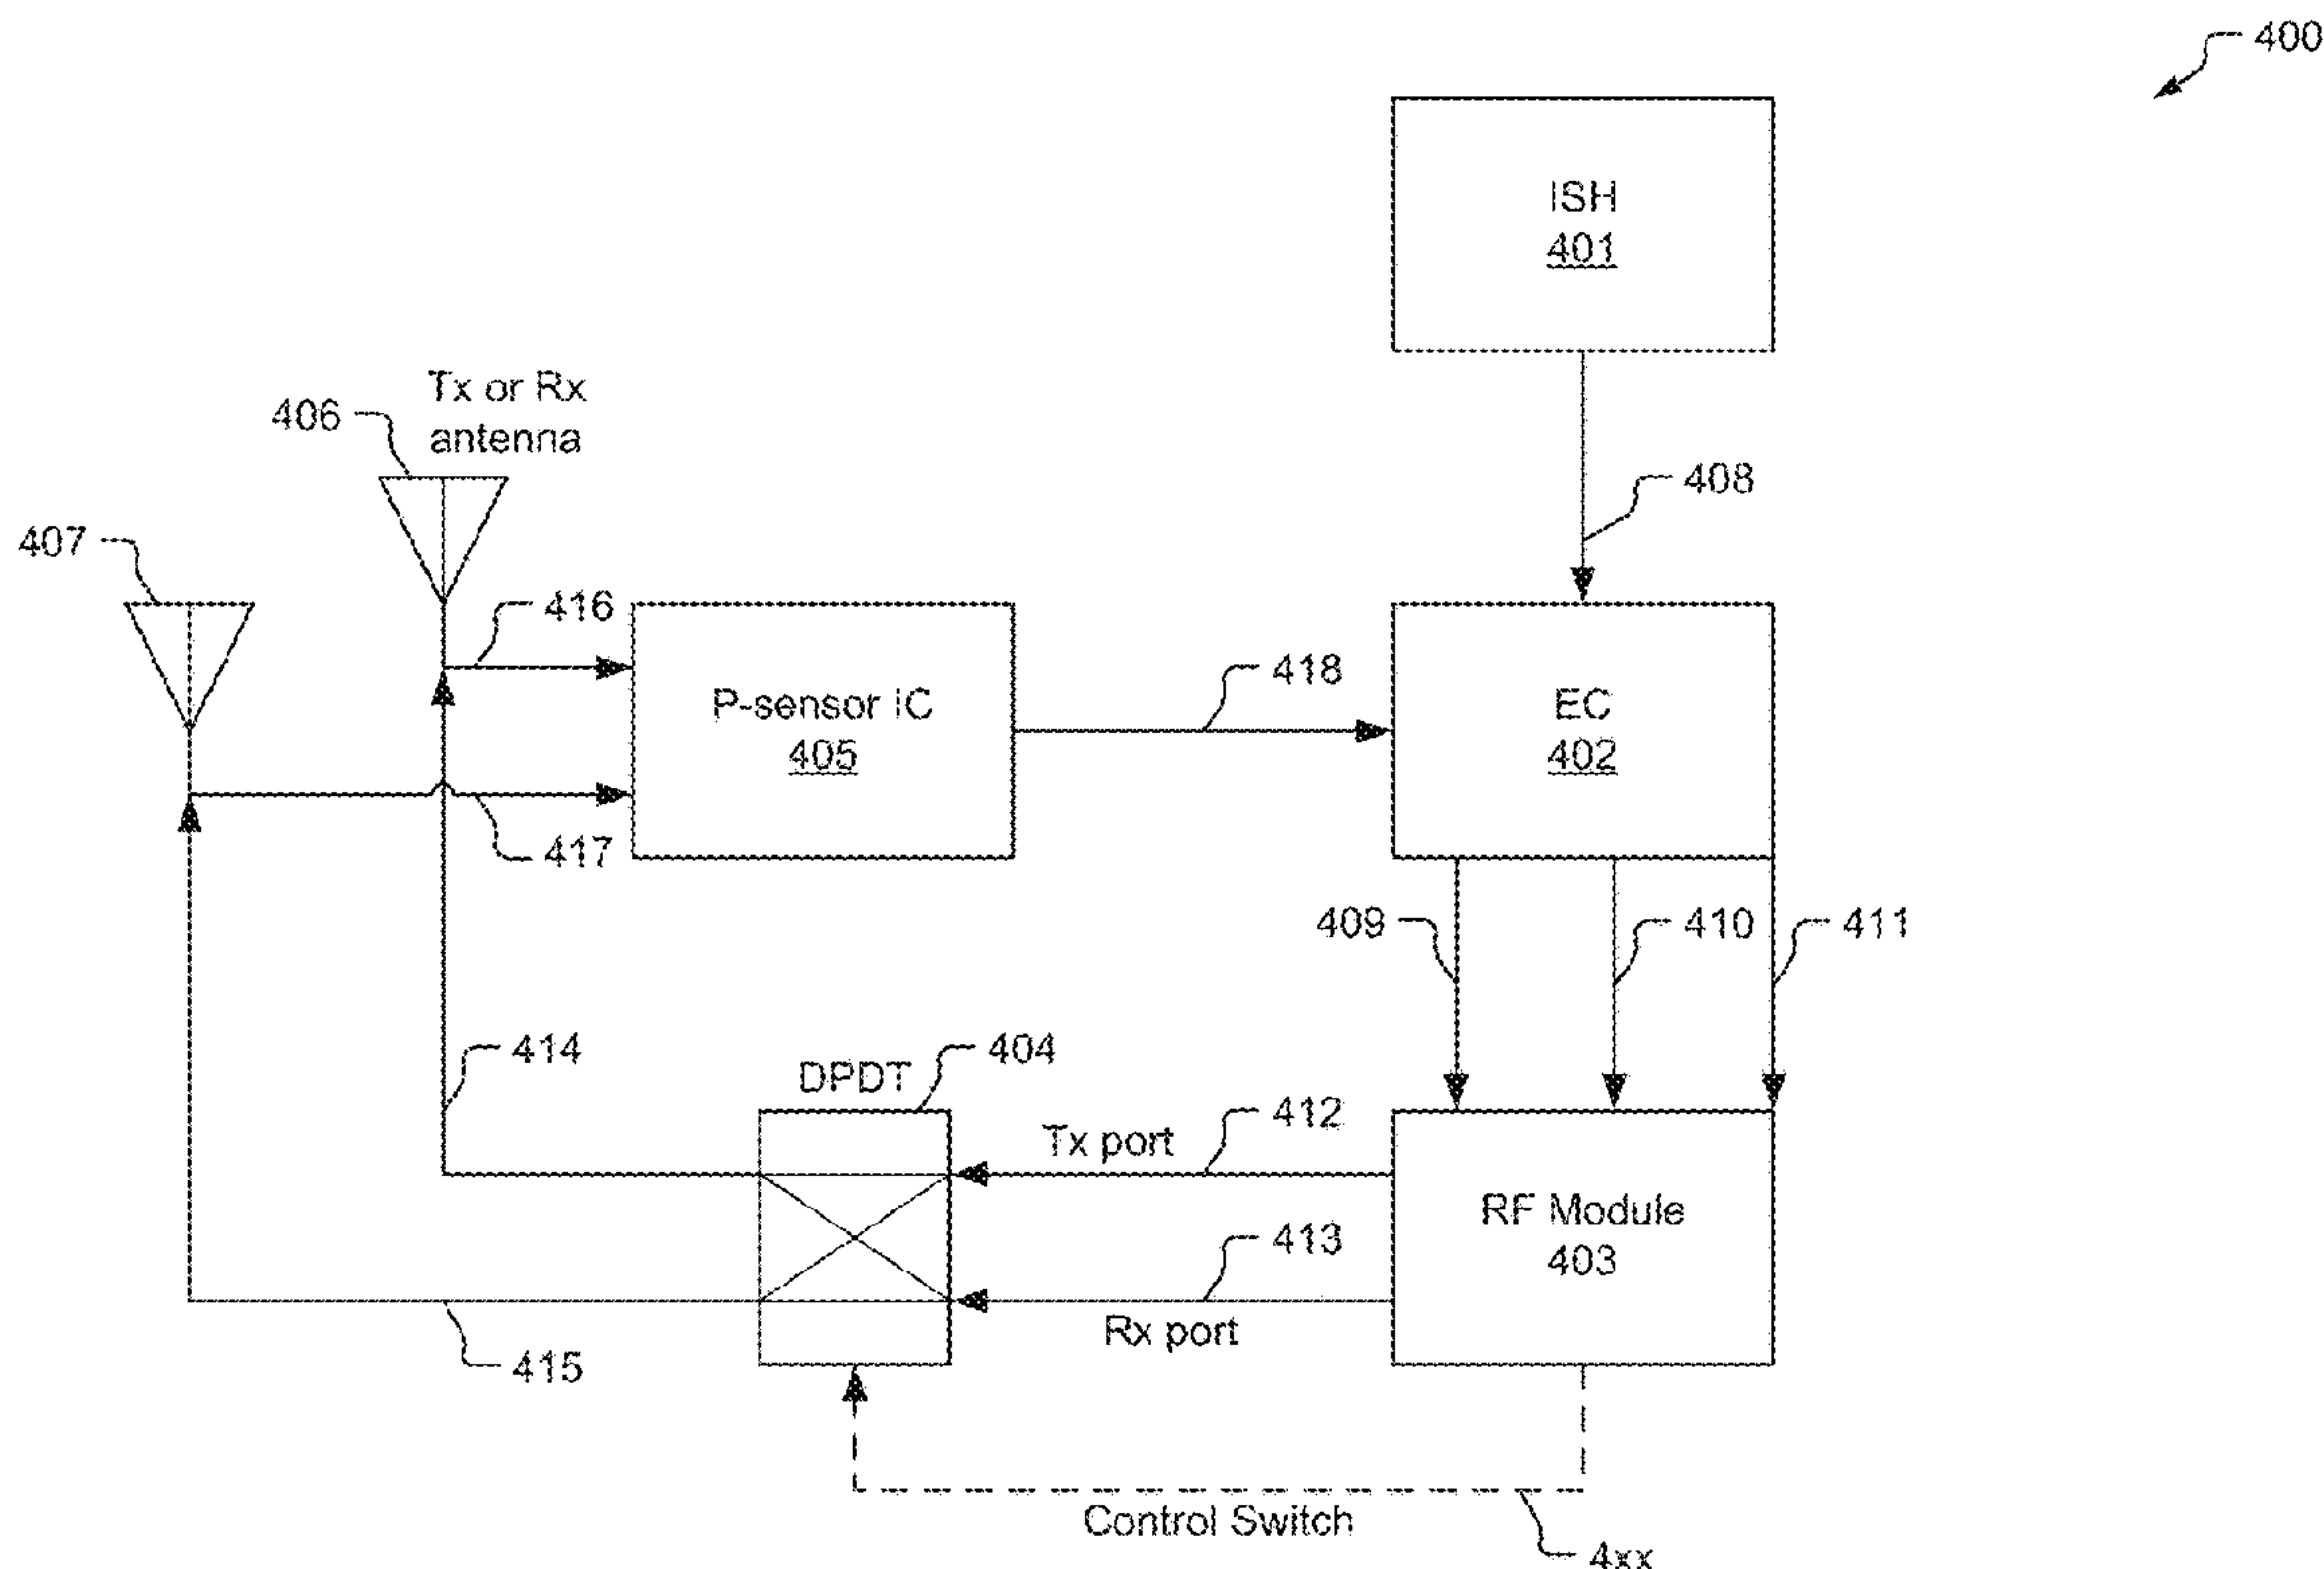 400
ISH
401
Tx or Rx
antenna
406
408
407
416
418
P-sensor IC
405
EC
402
417
409
410
411
414
404
DPDT
412
Tx port
RF Module
403
413
Rx port
415
Control Switch
4xx